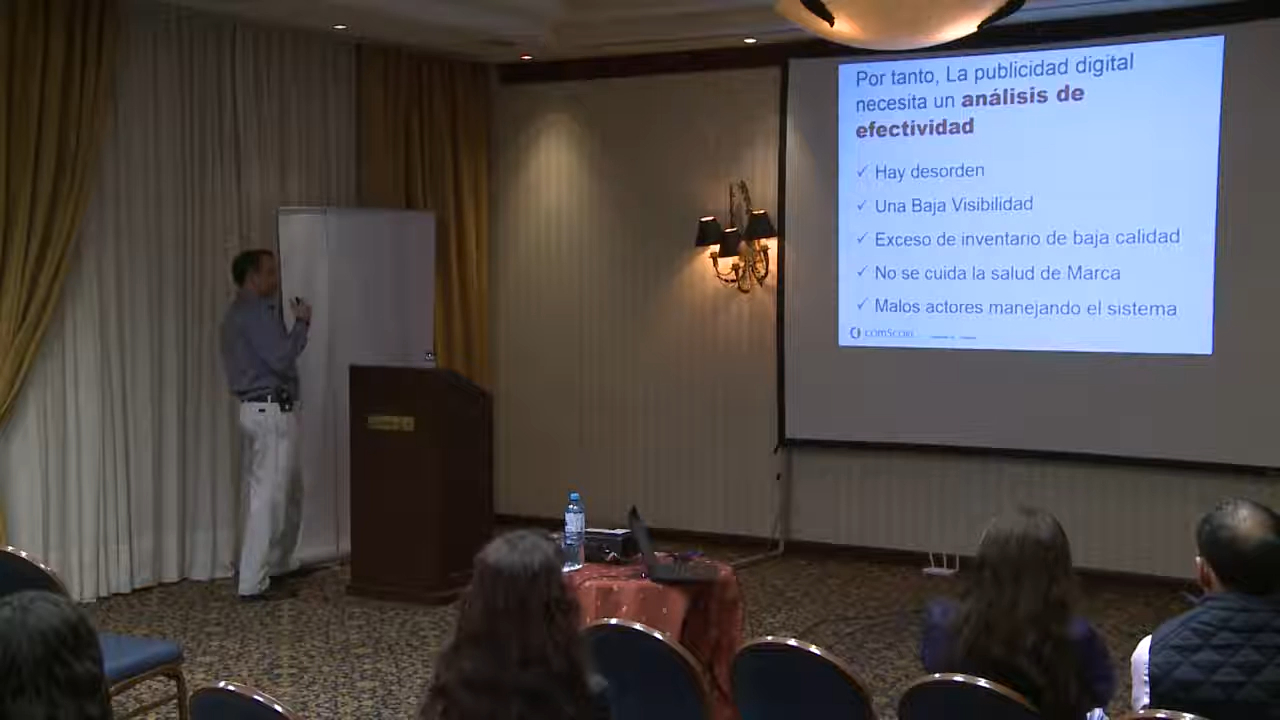 Por tanto, La publicidad digital
necesita un análisis de
efectividad
✓ Hay desorden
✓ Una Baja Visibilidad
✓ Exceso de inventario de baja calidad
✓ No se cuida la salud de Marca
✓ Malos actores manejando el sistema
comScore